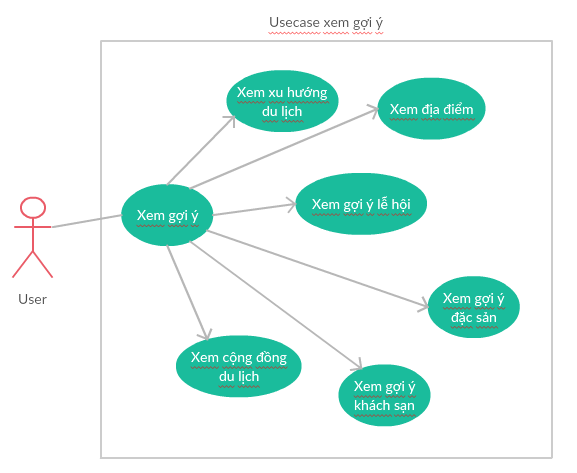 Usecase xem gợi ý
Xem xu hướng
du lịch
Xem địa điểm
Xem gợi ý
Xem gợi ý lễ hội
User
Xem gợi ý
đặc sản
Xem cộng đồng
du lịch
Xem gợi ý
khách sạn